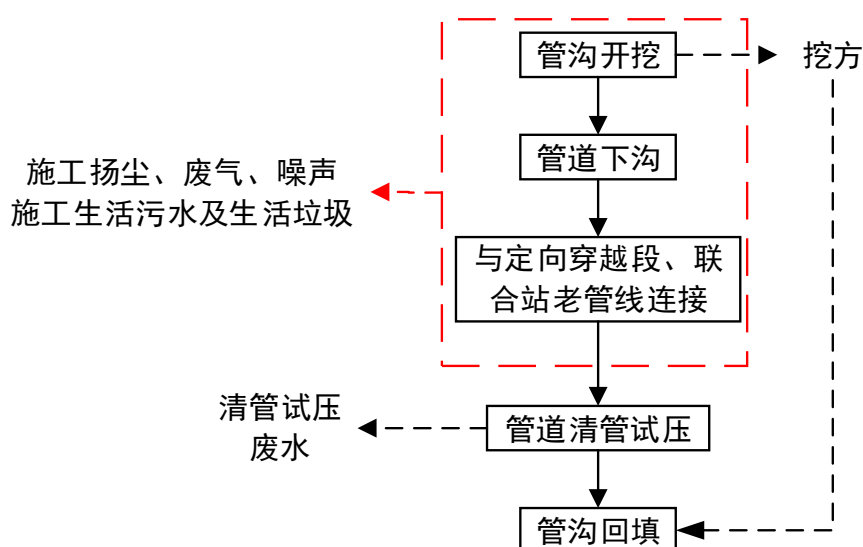 管沟开挖
挖方
管道下沟
施工扬尘、废气、噪声
施工生活污水及生活垃圾
与定向穿越段、联
合站老管线连接
清管试压
废水
管道清管试压
管沟回填